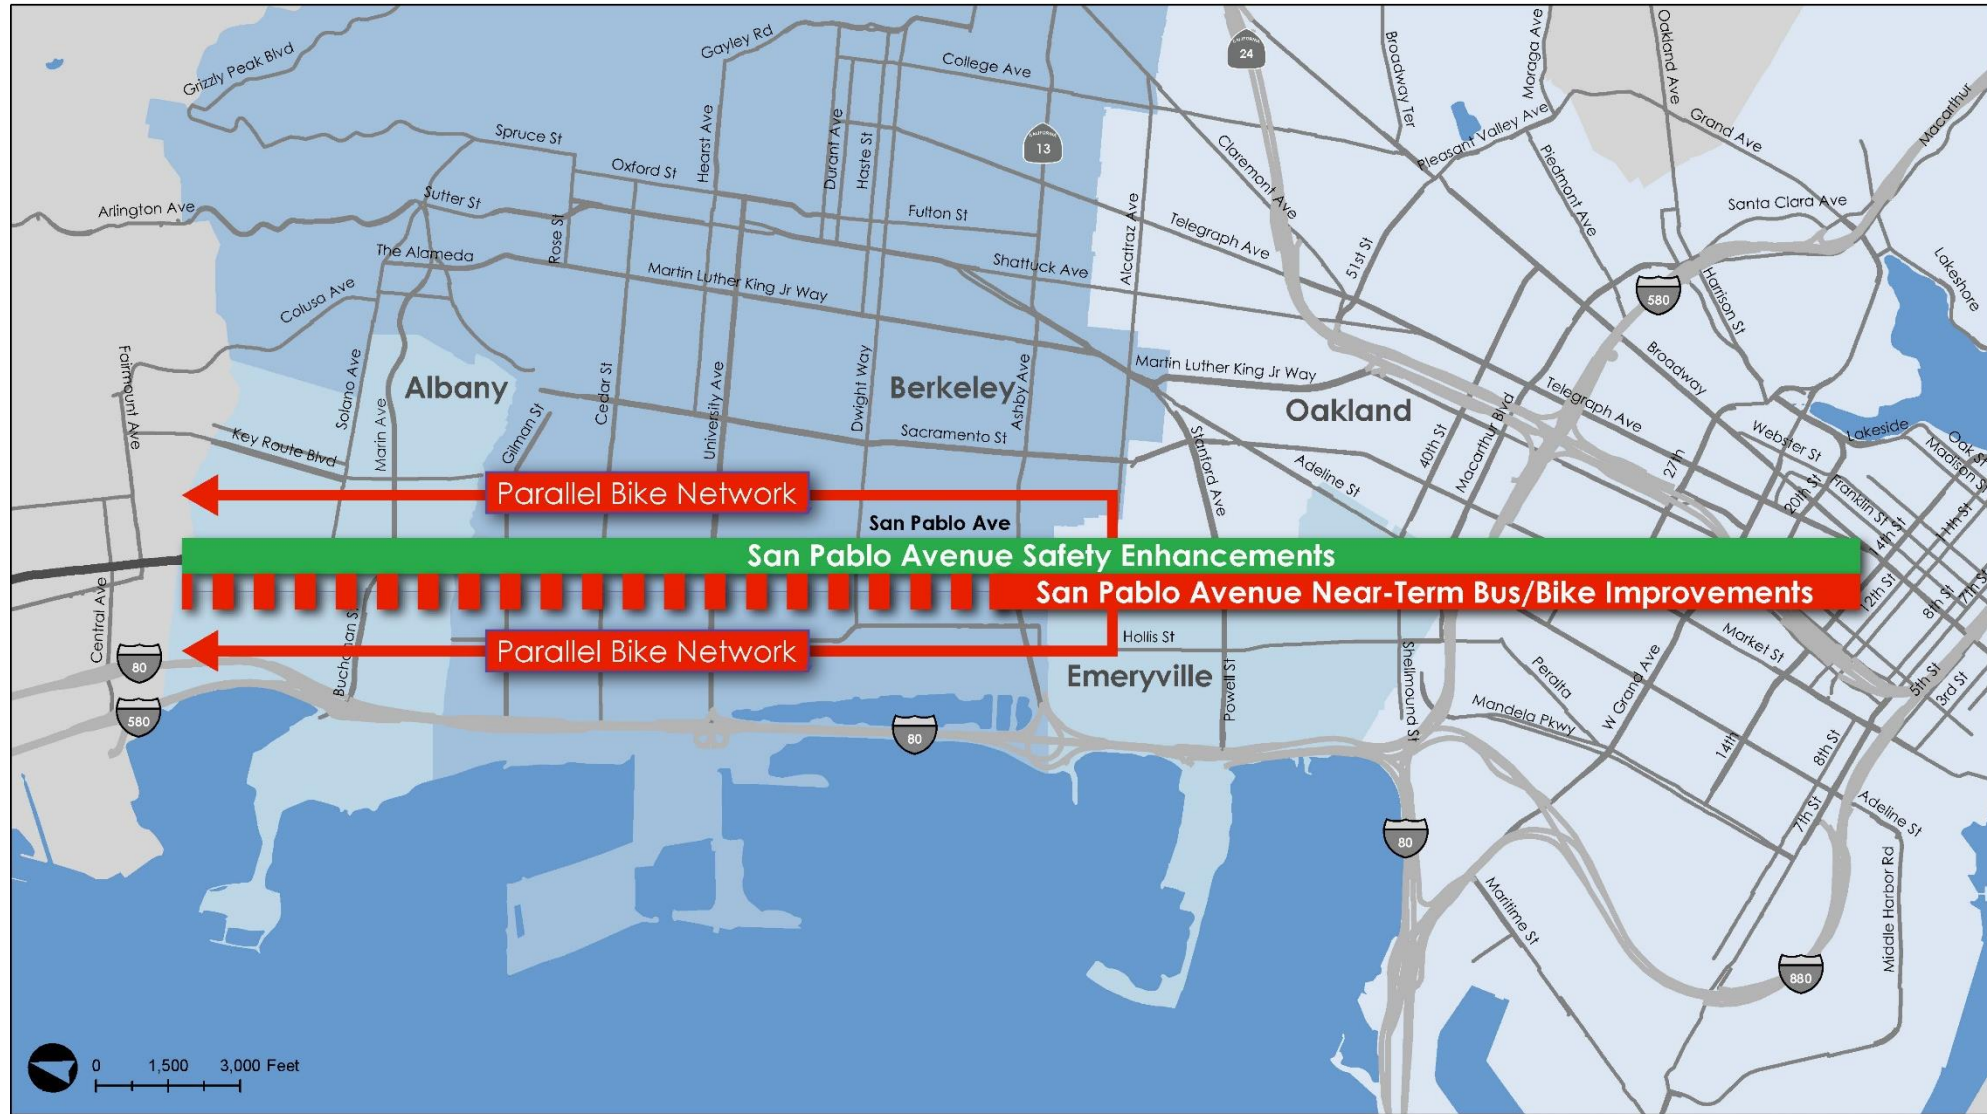 Grizzly Peak Blvd
Gayley Rd
CALIFORNIA
24
Broadway Ter
Moraga Ave
Oakland Ave
College Ave
Spruce St
Oxford St
Hearst Ave
Durant Ave
Haste St
CALIFORNIA
13
Claremont Ave
Pleasant Valley Ave
Grand Ave
Macarthur
Piedmont Ave
Arlington Ave
Sutter St
Rose St
Fulton St
Alcatraz Ave
Telegraph Ave
Santa Clara Ave
The Alameda
Shattuck Ave
51st St
Colusa Ave
Martin Luther King Jr Way
580
Harrison St
Lakeshore
Fairmount Ave
Solano Ave
Marin Ave
Albany
Cedar St
University Ave
Dwight Way
Berkeley
Ashby Ave
Martin Luther King Jr Way
Oakland
Broadway
Telegraph Ave
Key Route Blvd
Gilman St
Sacramento St
Stanford Ave
Adeline St
40th St
Macarthur Blvd
27th
Webster St
Lakeside
Oak St
Madison St
20th St
Franklin St
14th St
11th St
Parallel Bike Network
San Pablo Ave
San Pablo Avenue Safety Enhancements
San Pablo Avenue Near-Term Bus/Bike Improvements
12th St
8th St
7th St
Central Ave
Buchanan St
Parallel Bike Network
Hollis St
Emeryville
Powell St
Shellmound St
Peralta
Mandela Pkwy
W Grand Ave
Market St
5th St
3rd St
80
580
80
14th
8th St
7th St
Adeline St
80
Maritime St
Middle Harbor Rd
880
0 1,500 3,000 Feet